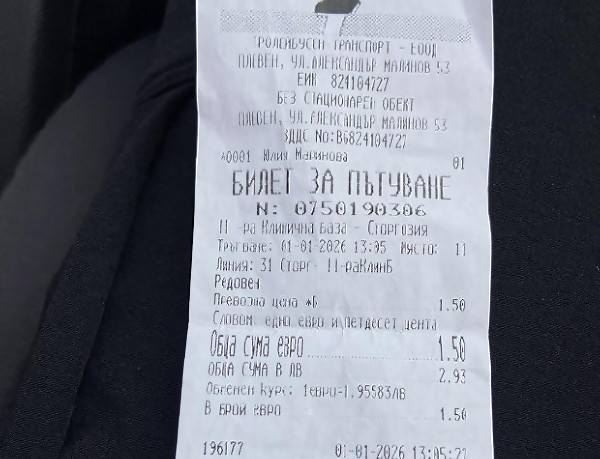 ТРОЛЕЙБУСЕН ТРАНСПОРТ - ЕООД
ПЛЕВЕН, УЛ.АЛЕКСАНДЪР МАЛИНОВ 53
ЕИК 824104727
БЕЗ СТАЦИОНАРЕН ОБЕКТ
ПЛЕВЕН, УЛ.АЛЕКСАНДЪР МАЛИНОВ 53
ЗДДС No:BG824104727
*0001 Юлия Маринова 01
БИЛЕТ ЗА ПЪТУВАНЕ
N: 0750190306
II -ра Клинична база - Сторгозия
Тръгване: 01-01-2026 13:05 Място: 11
Линия: 31 Сторг- II-раКлинБ
Редовен
Превозна цена *Б 1.50
Словом: едно евро и петдесет цента
Обща сума евро 1.50
ОБЩА СУМА В ЛВ 2.93
Обменен курс: 1евро=1.95583лв
В БРОЙ ЕВРО 1.50
196177 01-01-2026 13:05:27